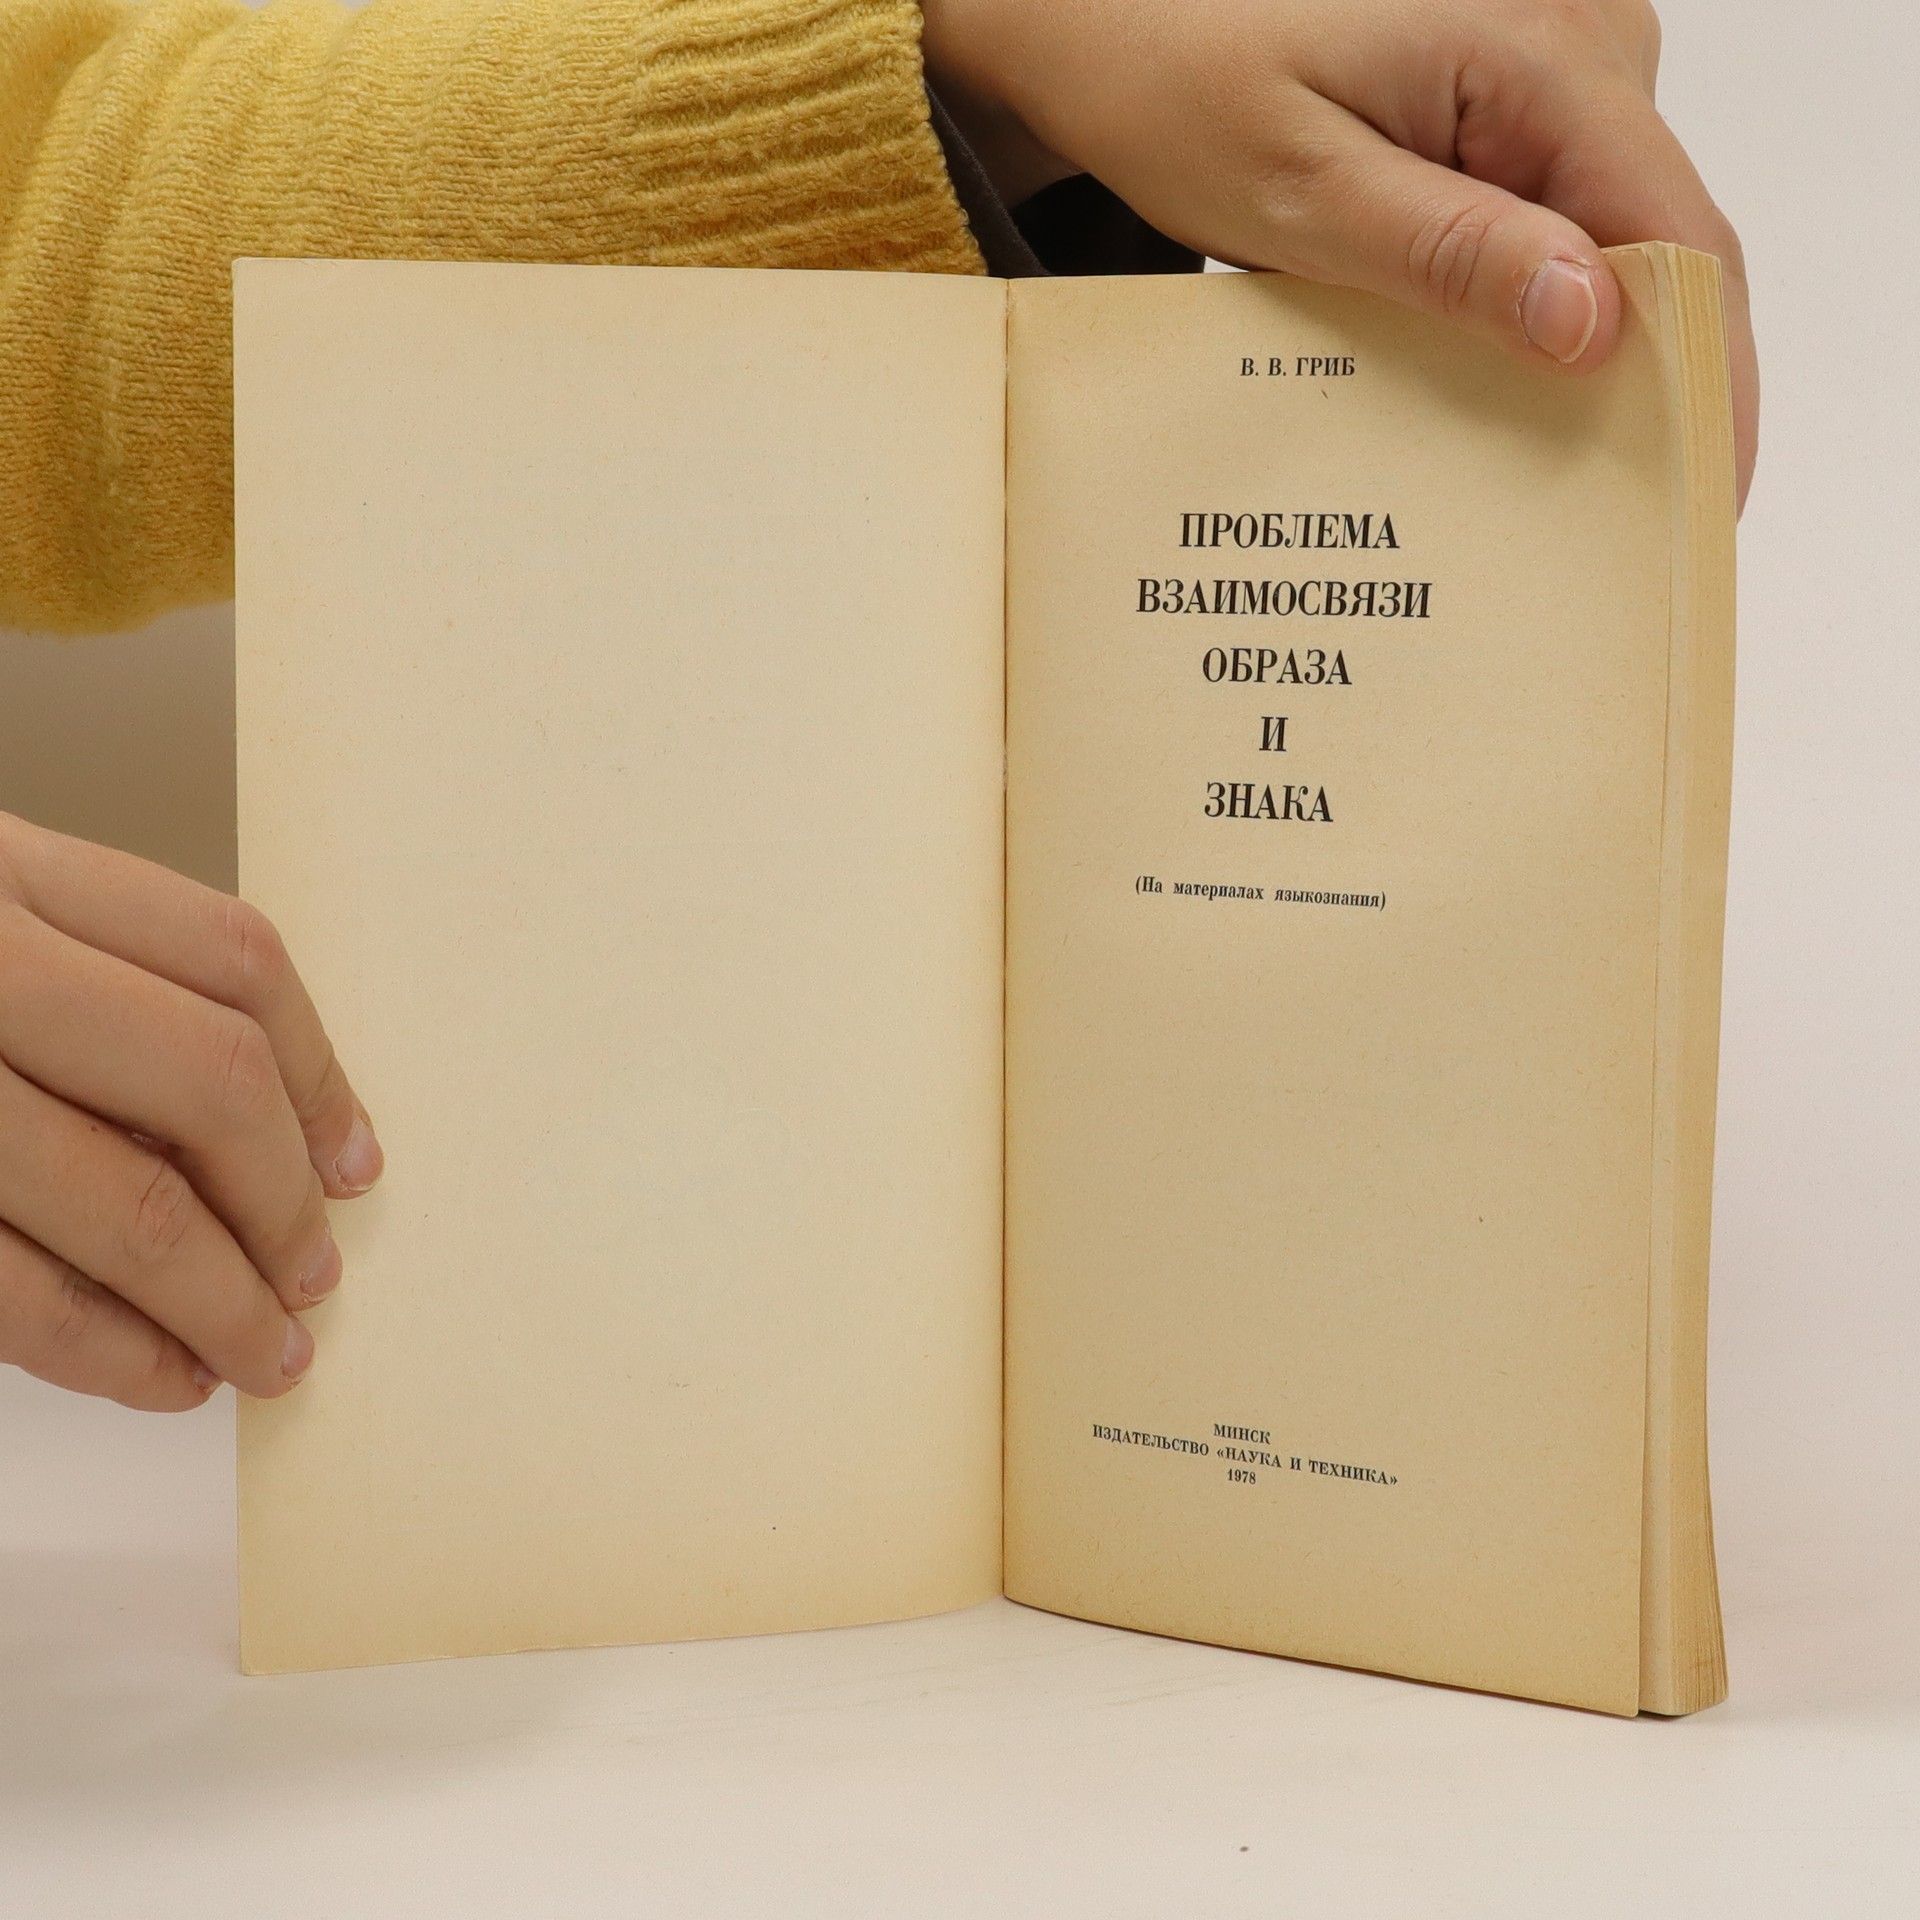 В. В. ГРИБ
ПРОБЛЕМА
ВЗАИМОСВЯЗИ
ОБРАЗА
И
ЗНАКА
(На материалах языкознания)
МИНСК
ИЗДАТЕЛЬСТВО «НАУКА И ТЕХНИКА»
1978